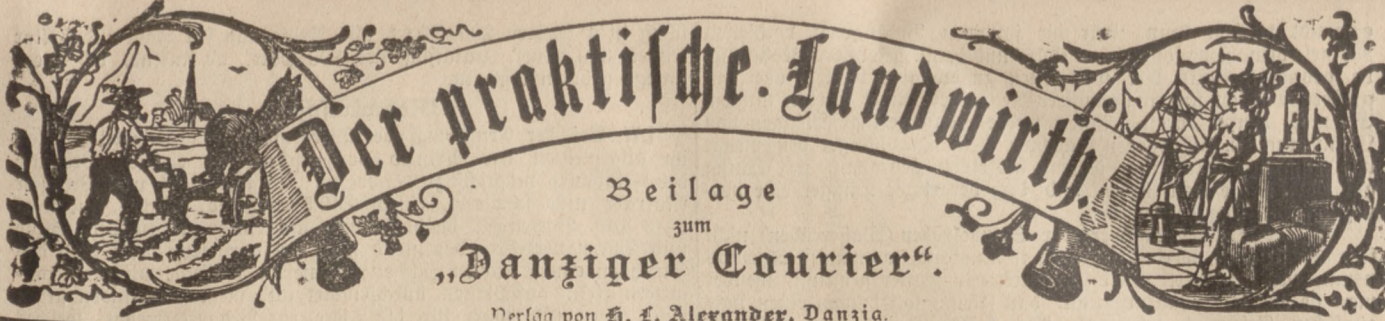 Der praktische Landwirth.
Beilage
zum
„Danziger Courier“.
Verlag von H. L. Alexander, Danzig.